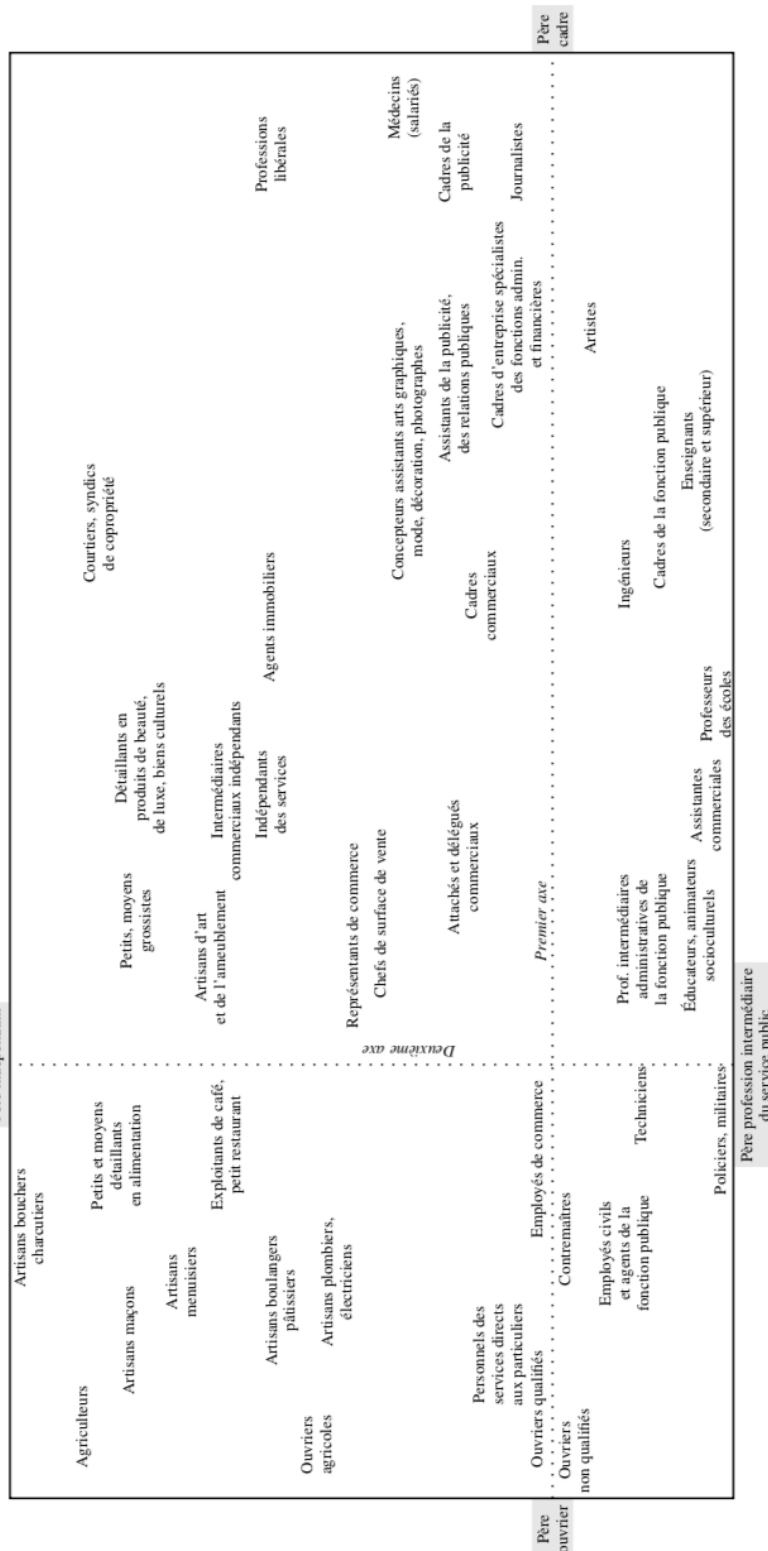 Artisans bouchers
charcutiers
Agriculteurs
Petits et moyens
détaillants
en alimentation
Courtiers, syndics
de copropriété
Artisans maçons
Petits, moyens
grossistes
Détaillants en
produits de beauté,
de luxe, biens culturels
Artisans
menuisiers
Artisans d'art
et de l'ameublement
Exploitants de café,
petit restaurant
Intermédiaires
commerciaux indépendants
Indépendants
des services
Agents immobiliers
Professions
libérales
Artisans boulangers
pâtissiers
Ouvriers
agricoles
Artisans plombiers,
électriciens
Représentants de commerce
Chefs de surface de vente
Deuxième axe
Concepteurs assistants arts graphiques,
mode, décoration, photographes
Médecins
(salariés)
Attachés et délégués
commerciaux
Assistants de la publicité,
des relations publiques
Cadres de la
publicité
Personnels des
services directs
aux particuliers
Cadres
commerciaux
Cadres d'entreprise spécialistes
des fonctions admin.
et financières
Journalistes
Ouvriers qualifiés
Employés de commerce
Premier axe
Père
ouvrier
Père
cadre
Ouvriers
non qualifiés
Contremaîtres
Artistes
Employés civils
et agents de la
fonction publique
Techniciens
Prof. intermédiaires
administratives de
la fonction publique
Ingénieurs
Cadres de la fonction publique
Éducateurs, animateurs
socioculturels
Assistantes
commerciales
Professeurs
des écoles
Enseignants
(secondaire et supérieur)
Policiers, militaires
Père profession intermédiaire
du service public